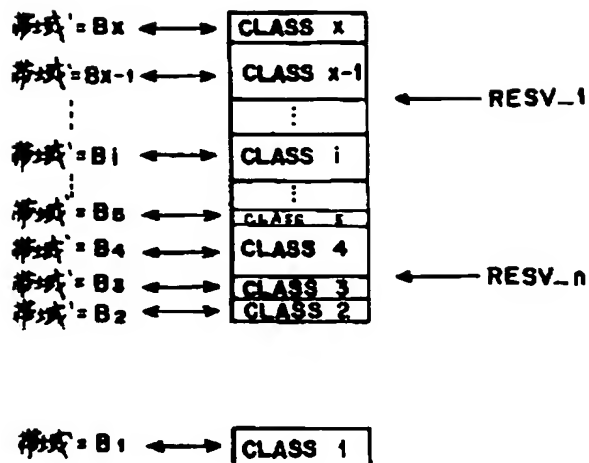 帯域 = Bx CLASS x
帯域 = Bx-1 CLASS x-1
RESV_1
帯域 = Bi CLASS i
帯域 = B5 CLASS 5
帯域 = B4 CLASS 4
RESV_n
帯域 = B3 CLASS 3
帯域 = B2 CLASS 2
帯域 = B1 CLASS 1